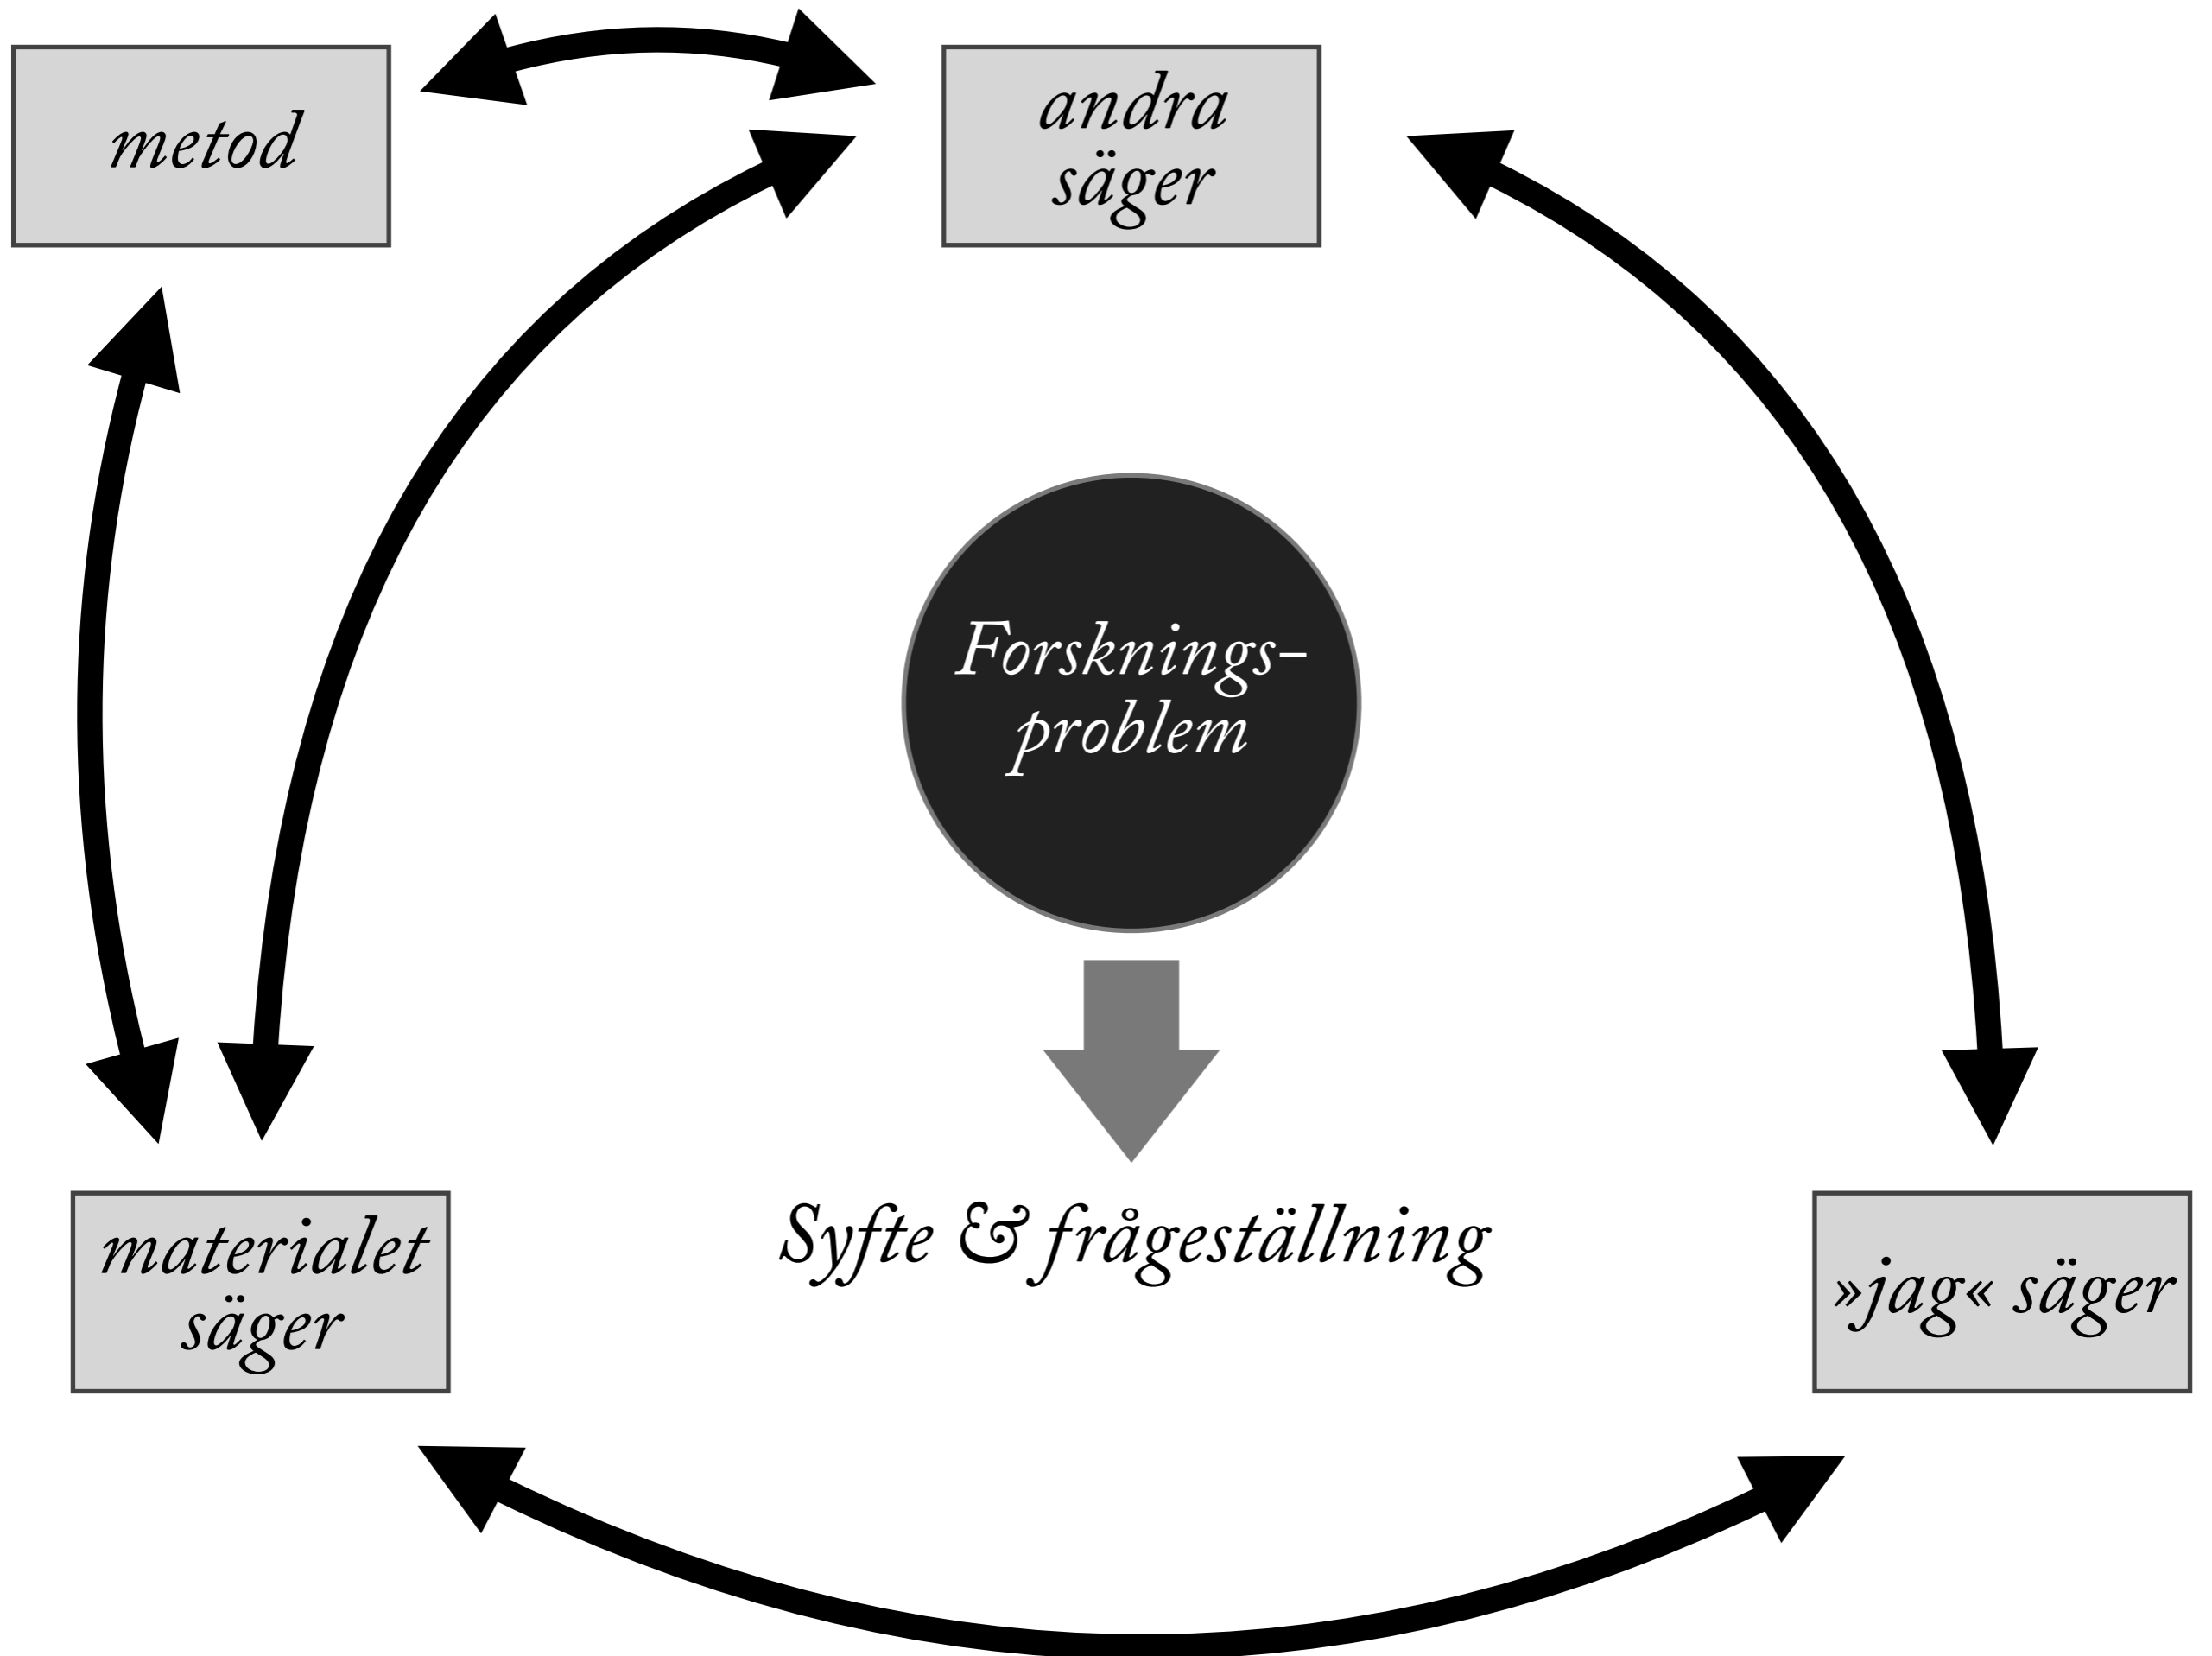 metod
andra
säger
Forsknings-
problem
materialet
säger
Syfte & frågeställning
»jag« säger